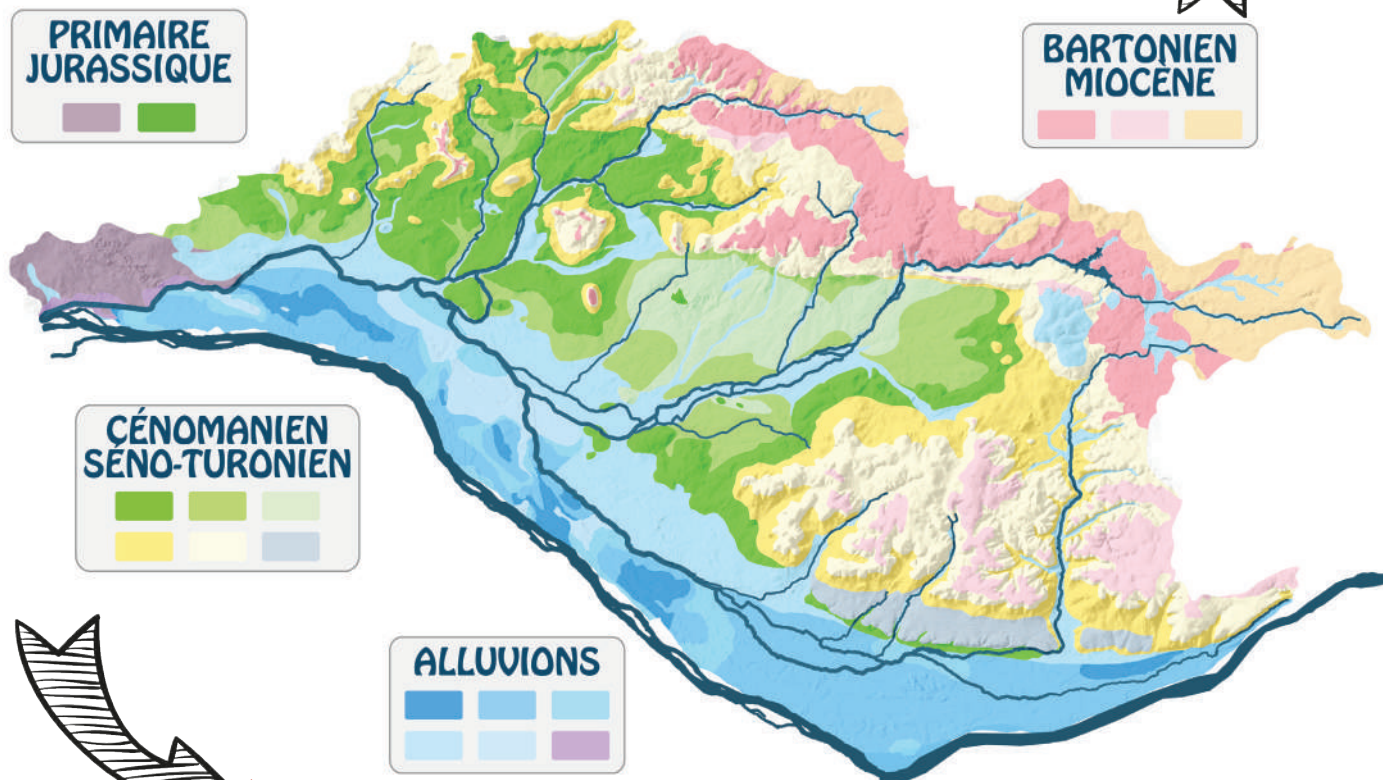 PRIMAIRE
JURASSIQUE
BARTONIEN
MIOCÈNE
CÉNOMANIEN
SÉNO-TURONIEN
ALLUVIONS